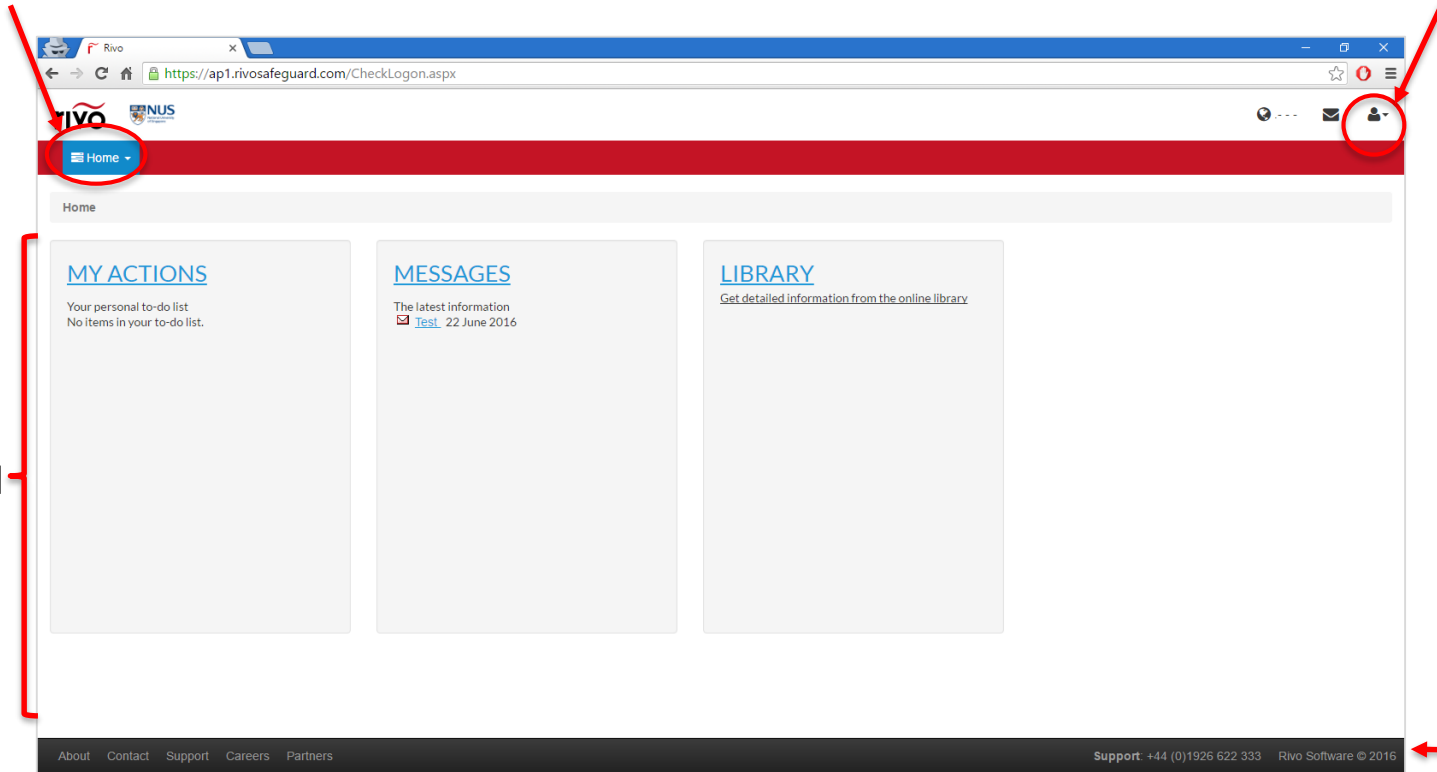 Rivo
https://ap1.rivosafeguard.com/CheckLogon.aspx
rivo
NUS
.---
Home
Home
MY ACTIONS
Your personal to-do list
No items in your to-do list.
MESSAGES
The latest information
Test 22 June 2016
LIBRARY
Get detailed information from the online library
About Contact Support Careers Partners
Support: +44 (0)1926 622 333 Rivo Software © 2016